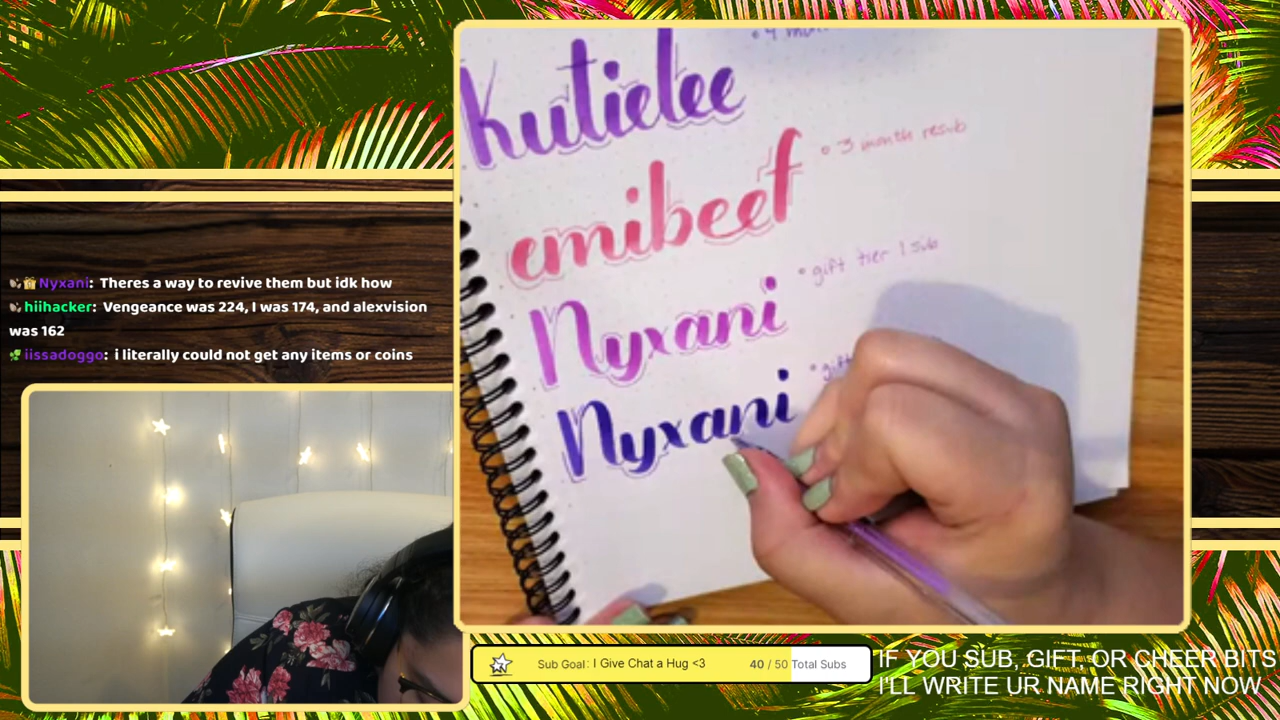 Kutielee
emibeef
• 3 month resub
Nyxani
• gift tier 1 sub
Nyxani
Nyxani: Theres a way to revive them but idk how
hiihacker: Vengeance was 224, I was 174, and alexvision
was 162
iissadoggo: i literally could not get any items or coins
Sub Goal: I Give Chat a Hug <3 40 / 50 Total Subs
IF YOU SUB, GIFT, OR CHEER BITS
I'LL WRITE UR NAME RIGHT NOW